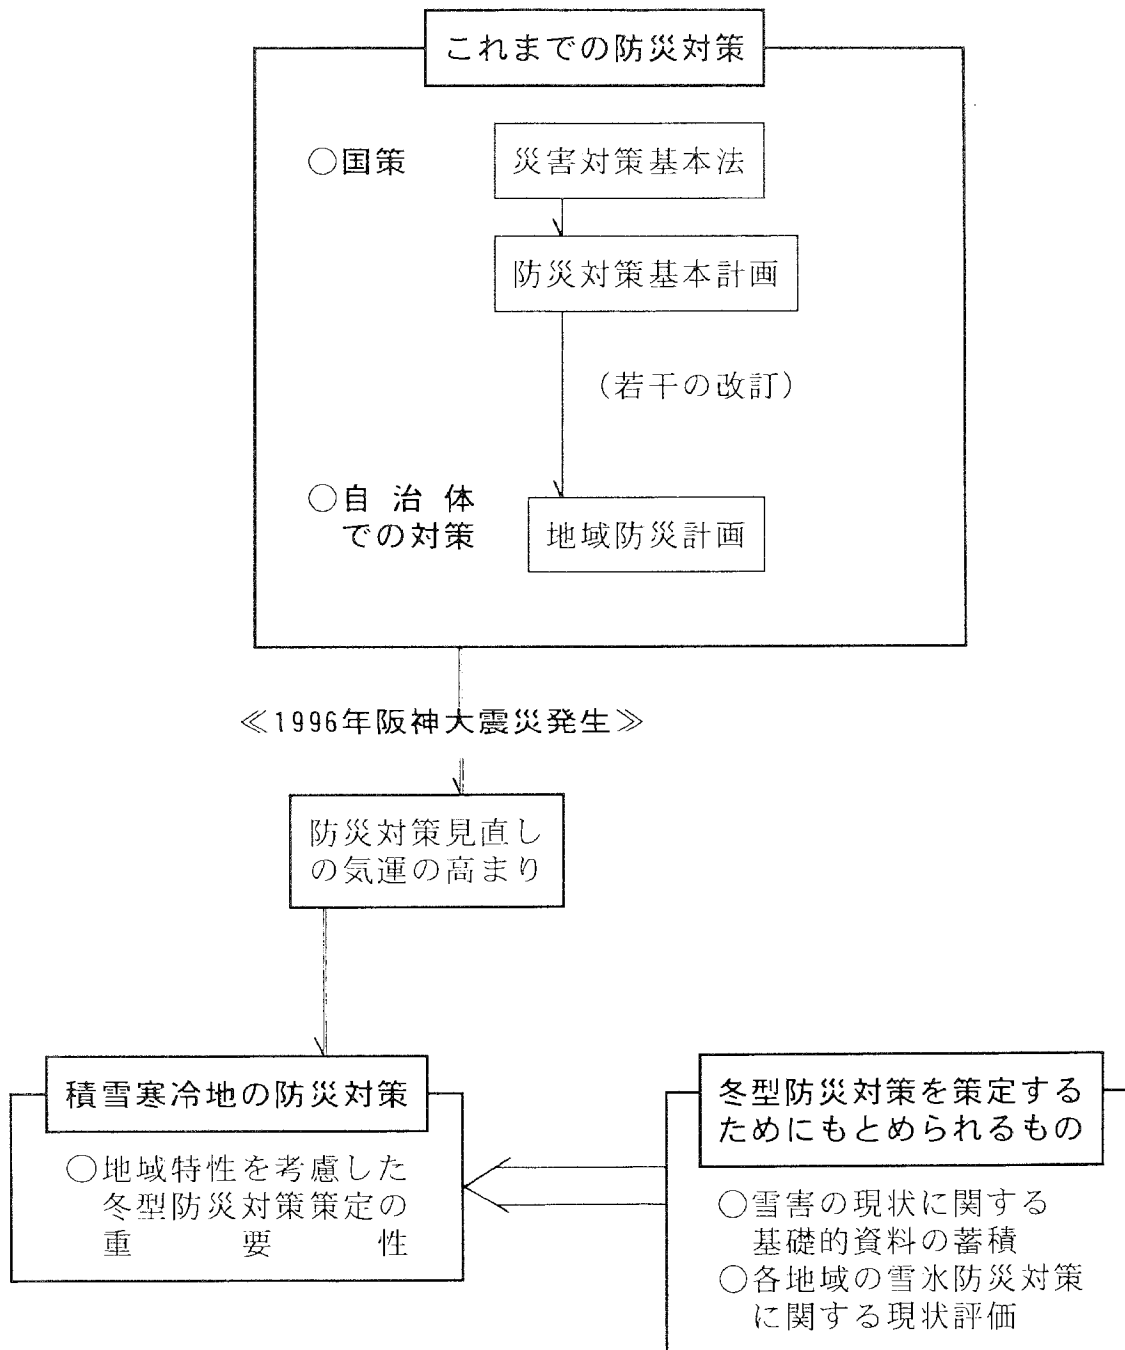 これまでの防災対策
○国策
災害対策基本法
防災対策基本計画
（若干の改訂）
○自治体
での対策
地域防災計画
≪1996年阪神大震災発生≫
防災対策見直し
の気運の高まり
積雪寒冷地の防災対策
○地域特性を考慮した
冬型防災対策策定の
重要性
冬型防災対策を策定する
ためにもとめられるもの
○雪害の現状に関する
基礎的資料の蓄積
○各地域の雪氷防災対策
に関する現状評価